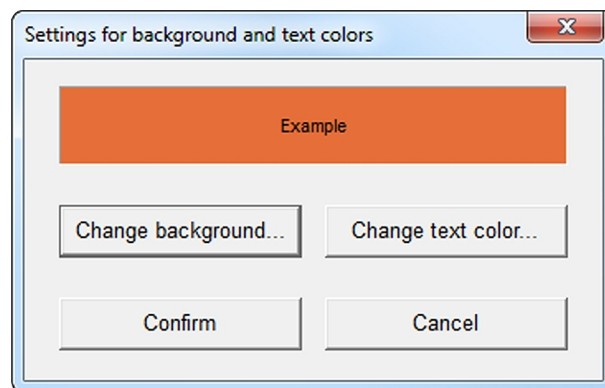 Settings for background and text colors
Example
Change background...
Change text color...
Confirm
Cancel